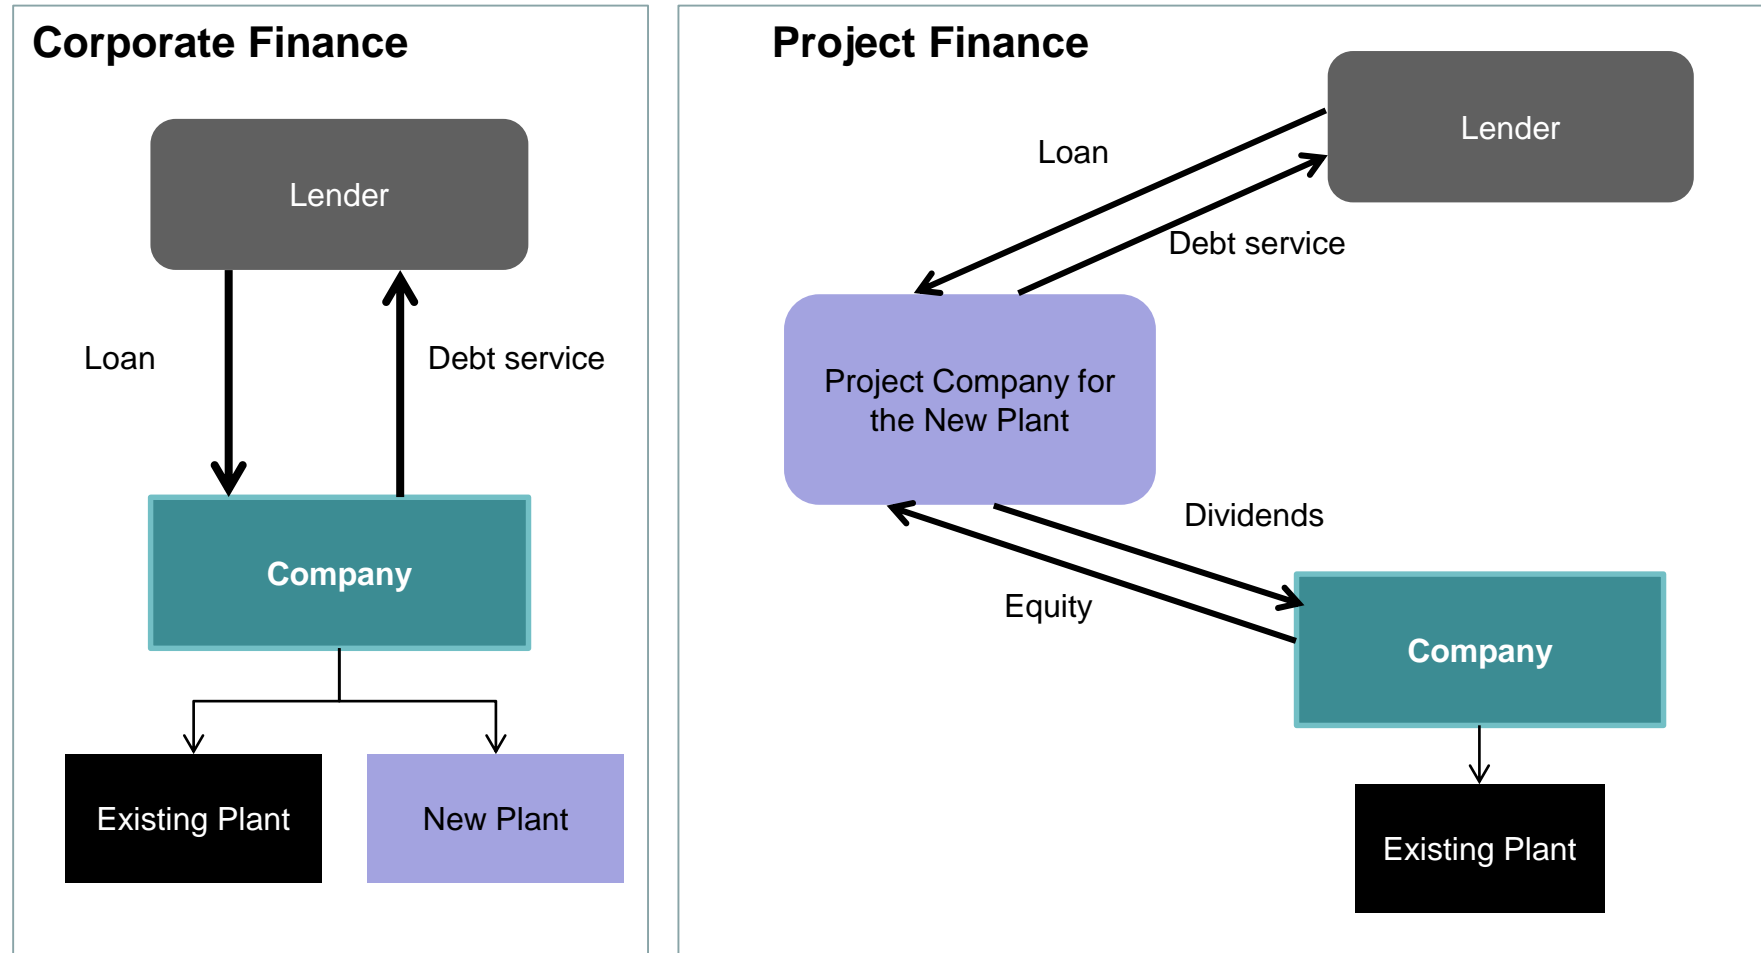 Corporate Finance
Lender
Loan
Debt service
Company
Existing Plant
New Plant
Project Finance
Lender
Loan
Debt service
Project Company for
the New Plant
Dividends
Equity
Company
Existing Plant